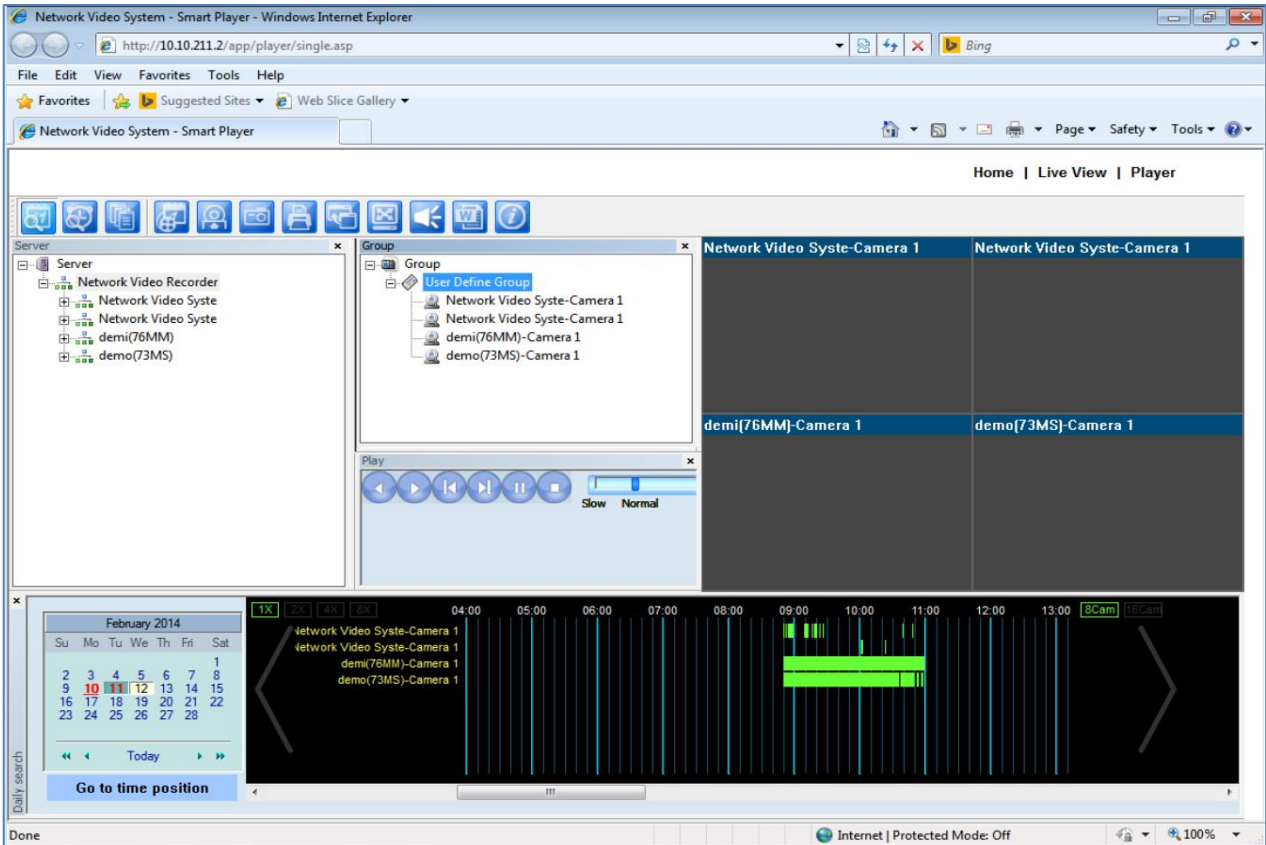 Network Video System - Smart Player - Windows Internet Explorer
http://10.10.211.2/app/player/single.asp
Bing
File Edit View Favorites Tools Help
Favorites Suggested Sites Web Slice Gallery
Network Video System - Smart Player
Page Safety Tools
Home | Live View | Player
Server
Server
Network Video Recorder
Network Video Syste
Network Video Syste
demi(76MM)
demo(73MS)
Group
Group
User Define Group
Network Video Syste-Camera 1
Network Video Syste-Camera 1
demi(76MM)-Camera 1
demo(73MS)-Camera 1
Play
Slow Normal
Network Video Syste-Camera 1
Network Video Syste-Camera 1
demi(76MM)-Camera 1
demo(73MS)-Camera 1
Daily search
February 2014
Su Mo Tu We Th Fri Sat
1
2 3 4 5 6 7 8
9 10 11 12 13 14 15
16 17 18 19 20 21 22
23 24 25 26 27 28
Today
Go to time position
1X 2X 4X 8X 04:00 05:00 06:00 07:00 08:00 09:00 10:00 11:00 12:00 13:00 8Cam 16Cam
Network Video Syste-Camera 1
Network Video Syste-Camera 1
demi(76MM)-Camera 1
demo(73MS)-Camera 1
Done
Internet | Protected Mode: Off
100%